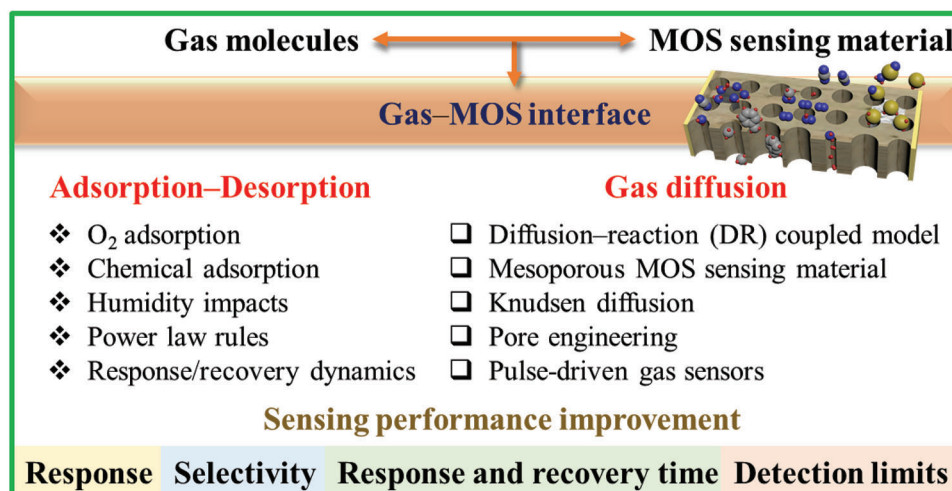 Gas molecules MOS sensing material
Gas–MOS interface
Adsorption–Desorption
❖ O₂ adsorption
❖ Chemical adsorption
❖ Humidity impacts
❖ Power law rules
❖ Response/recovery dynamics
Gas diffusion
❑ Diffusion–reaction (DR) coupled model
❑ Mesoporous MOS sensing material
❑ Knudsen diffusion
❑ Pore engineering
❑ Pulse-driven gas sensors
Sensing performance improvement
Response Selectivity Response and recovery time Detection limits